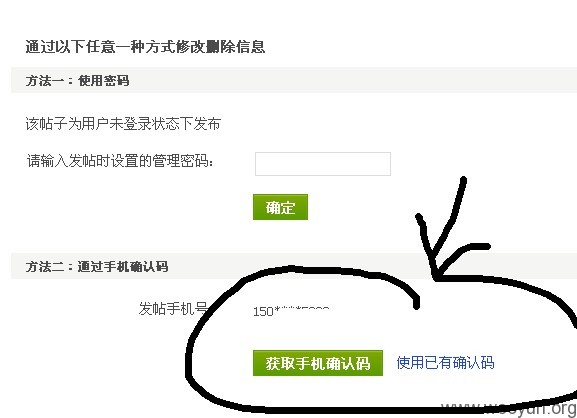 通过以下任意一种方式修改删除信息
方法一：使用密码
该帖子为用户未登录状态下发布
请输入发帖时设置的管理密码：
确定
方法二：通过手机确认码
发帖手机号
150*
获取手机确认码 使用已有确认码
www.wooyun.org